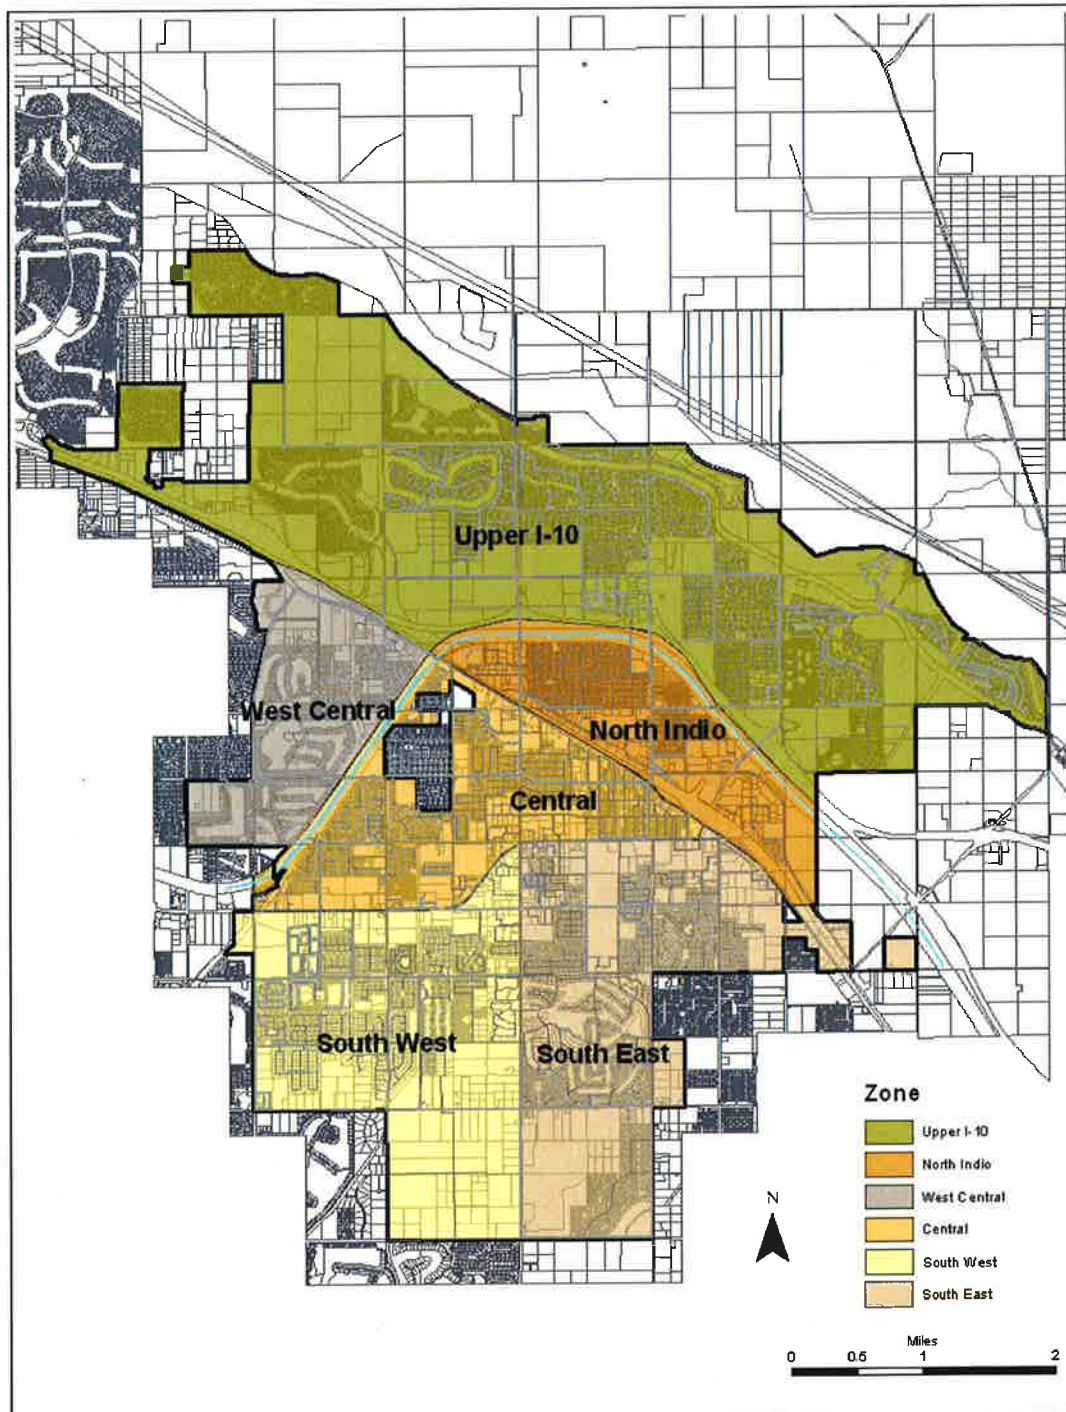 Upper I-10
West Central
North Indio
Central
South West
South East
Zone
Upper I-10
North Indio
West Central
Central
South West
South East
N
Miles
0 0.5 1 2